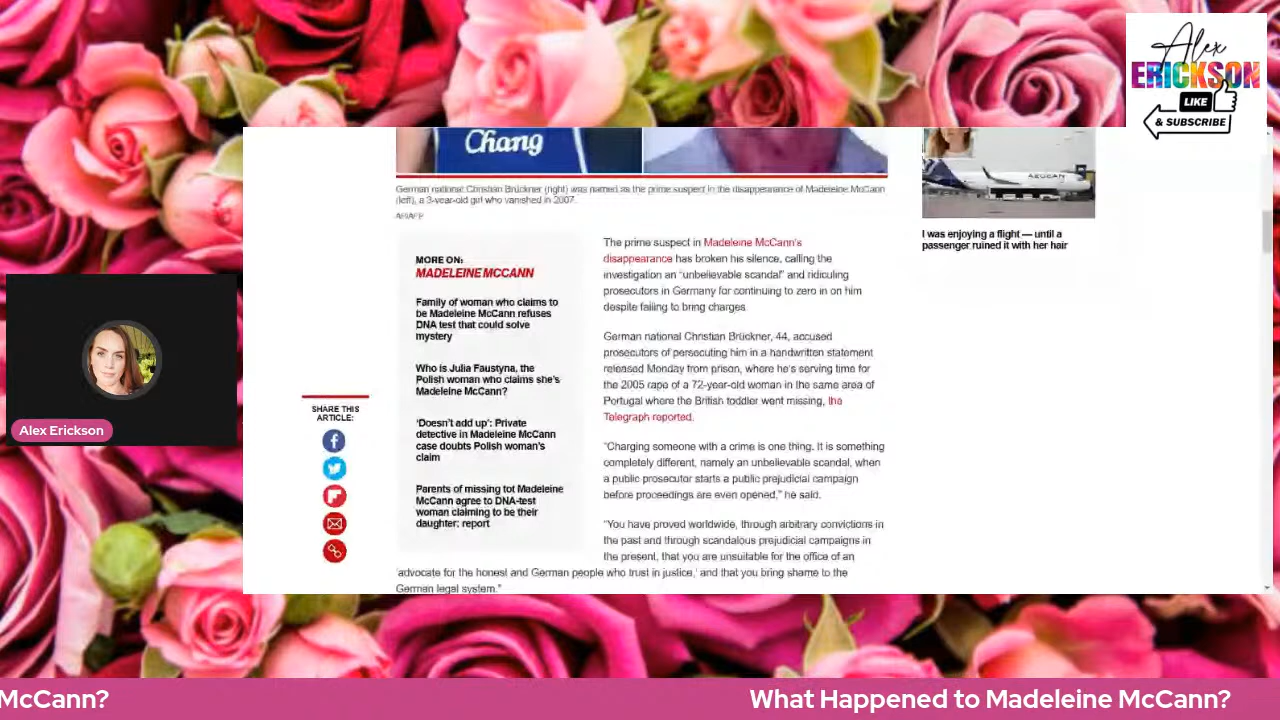 Alex
ERICKSON
LIKE
& SUBSCRIBE
Chang
AEGEAN
German national Christian Brückner (right) was named as the prime suspect in the disappearance of Madeleine McCann
(left), a 3-year-old girl who vanished in 2007.
AP/AFP
I was enjoying a flight — until a
passenger ruined it with her hair
MORE ON:
MADELEINE MCCANN
Family of woman who claims to
be Madeleine McCann refuses
DNA test that could solve
mystery
Who is Julia Faustyna, the
Polish woman who claims she's
Madeleine McCann?
'Doesn't add up': Private
detective in Madeleine McCann
case doubts Polish woman's
claim
Parents of missing tot Madeleine
McCann agree to DNA-test
woman claiming to be their
daughter: report
The prime suspect in Madeleine McCann's
disappearance has broken his silence, calling the
investigation an "unbelievable scandal" and ridiculing
prosecutors in Germany for continuing to zero in on him
despite failing to bring charges.
German national Christian Brückner, 44, accused
prosecutors of persecuting him in a handwritten statement
released Monday from prison, where he's serving time for
the 2005 rape of a 72-year-old woman in the same area of
Portugal where the British toddler went missing, the
Telegraph reported.
"Charging someone with a crime is one thing. It is something
completely different, namely an unbelievable scandal, when
a public prosecutor starts a public prejudicial campaign
before proceedings are even opened," he said.
"You have proved worldwide, through arbitrary convictions in
the past and through scandalous prejudicial campaigns in
the present, that you are unsuitable for the office of an
'advocate for the honest and German people who trust in justice,' and that you bring shame to the
German legal system."
SHARE THIS
ARTICLE:
Alex Erickson
McCann?
What Happened to Madeleine McCann?